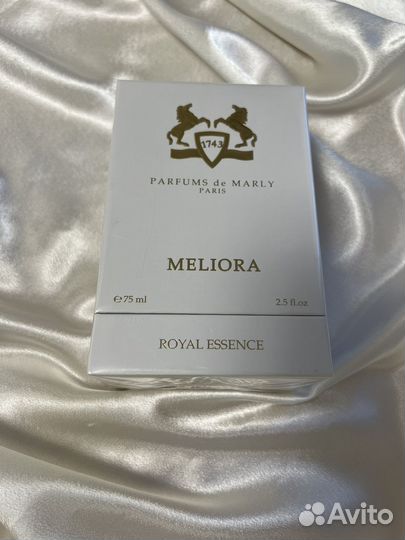 1743
PARFUMS de MARLY
PARIS
MELIORA
℮75 ml 2.5 fl.oz
ROYAL ESSENCE
Avito